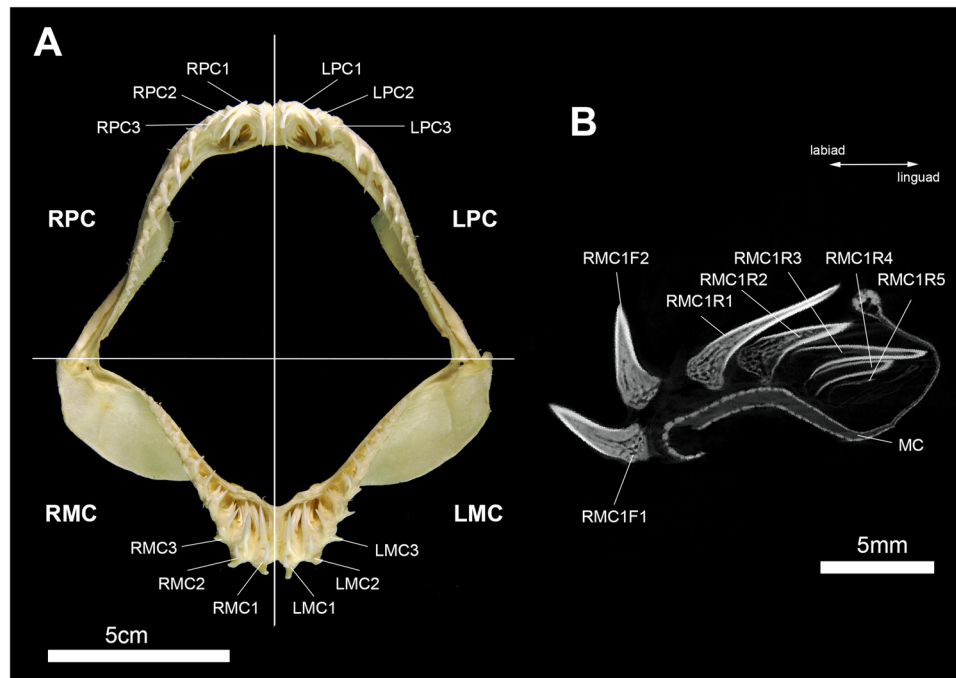 A
RPC1
LPC1
RPC2
LPC2
RPC3
LPC3
RPC
LPC
RMC
LMC
RMC3
LMC3
RMC2
LMC2
RMC1
LMC1
5cm
B
labiad
linguad
RMC1F2
RMC1R3
RMC1R4
RMC1R2
RMC1R5
RMC1R1
MC
RMC1F1
5mm